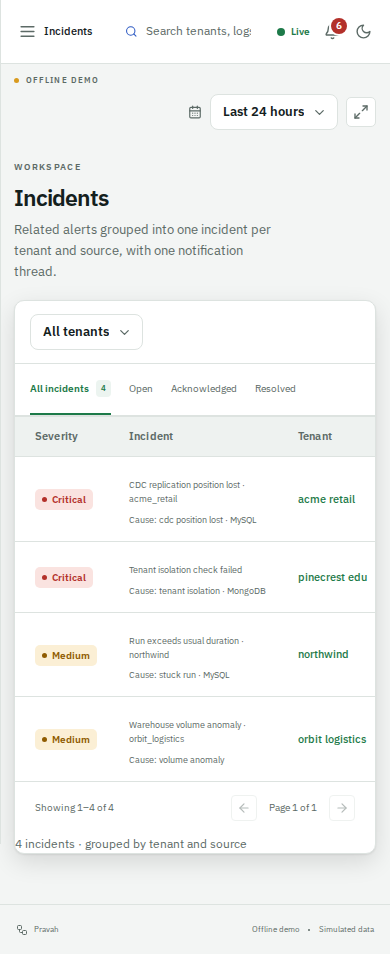 Incidents
Search tenants, log
Live
6
OFFLINE DEMO
Last 24 hours
WORKSPACE
Incidents
Related alerts grouped into one incident per
tenant and source, with one notification
thread.
All tenants
All incidents 4 Open Acknowledged Resolved
Severity Incident Tenant
CDC replication position lost ·
acme_retail
Critical
Cause: cdc position lost · MySQL
acme retail
Tenant isolation check failed
Critical
Cause: tenant isolation · MongoDB
pinecrest edu
Run exceeds usual duration ·
northwind
Medium
Cause: stuck run · MySQL
northwind
Warehouse volume anomaly ·
orbit_logistics
Medium
Cause: volume anomaly
orbit logistics
Showing 1–4 of 4
Page 1 of 1
4 incidents · grouped by tenant and source
Pravah
Offline demo • Simulated data